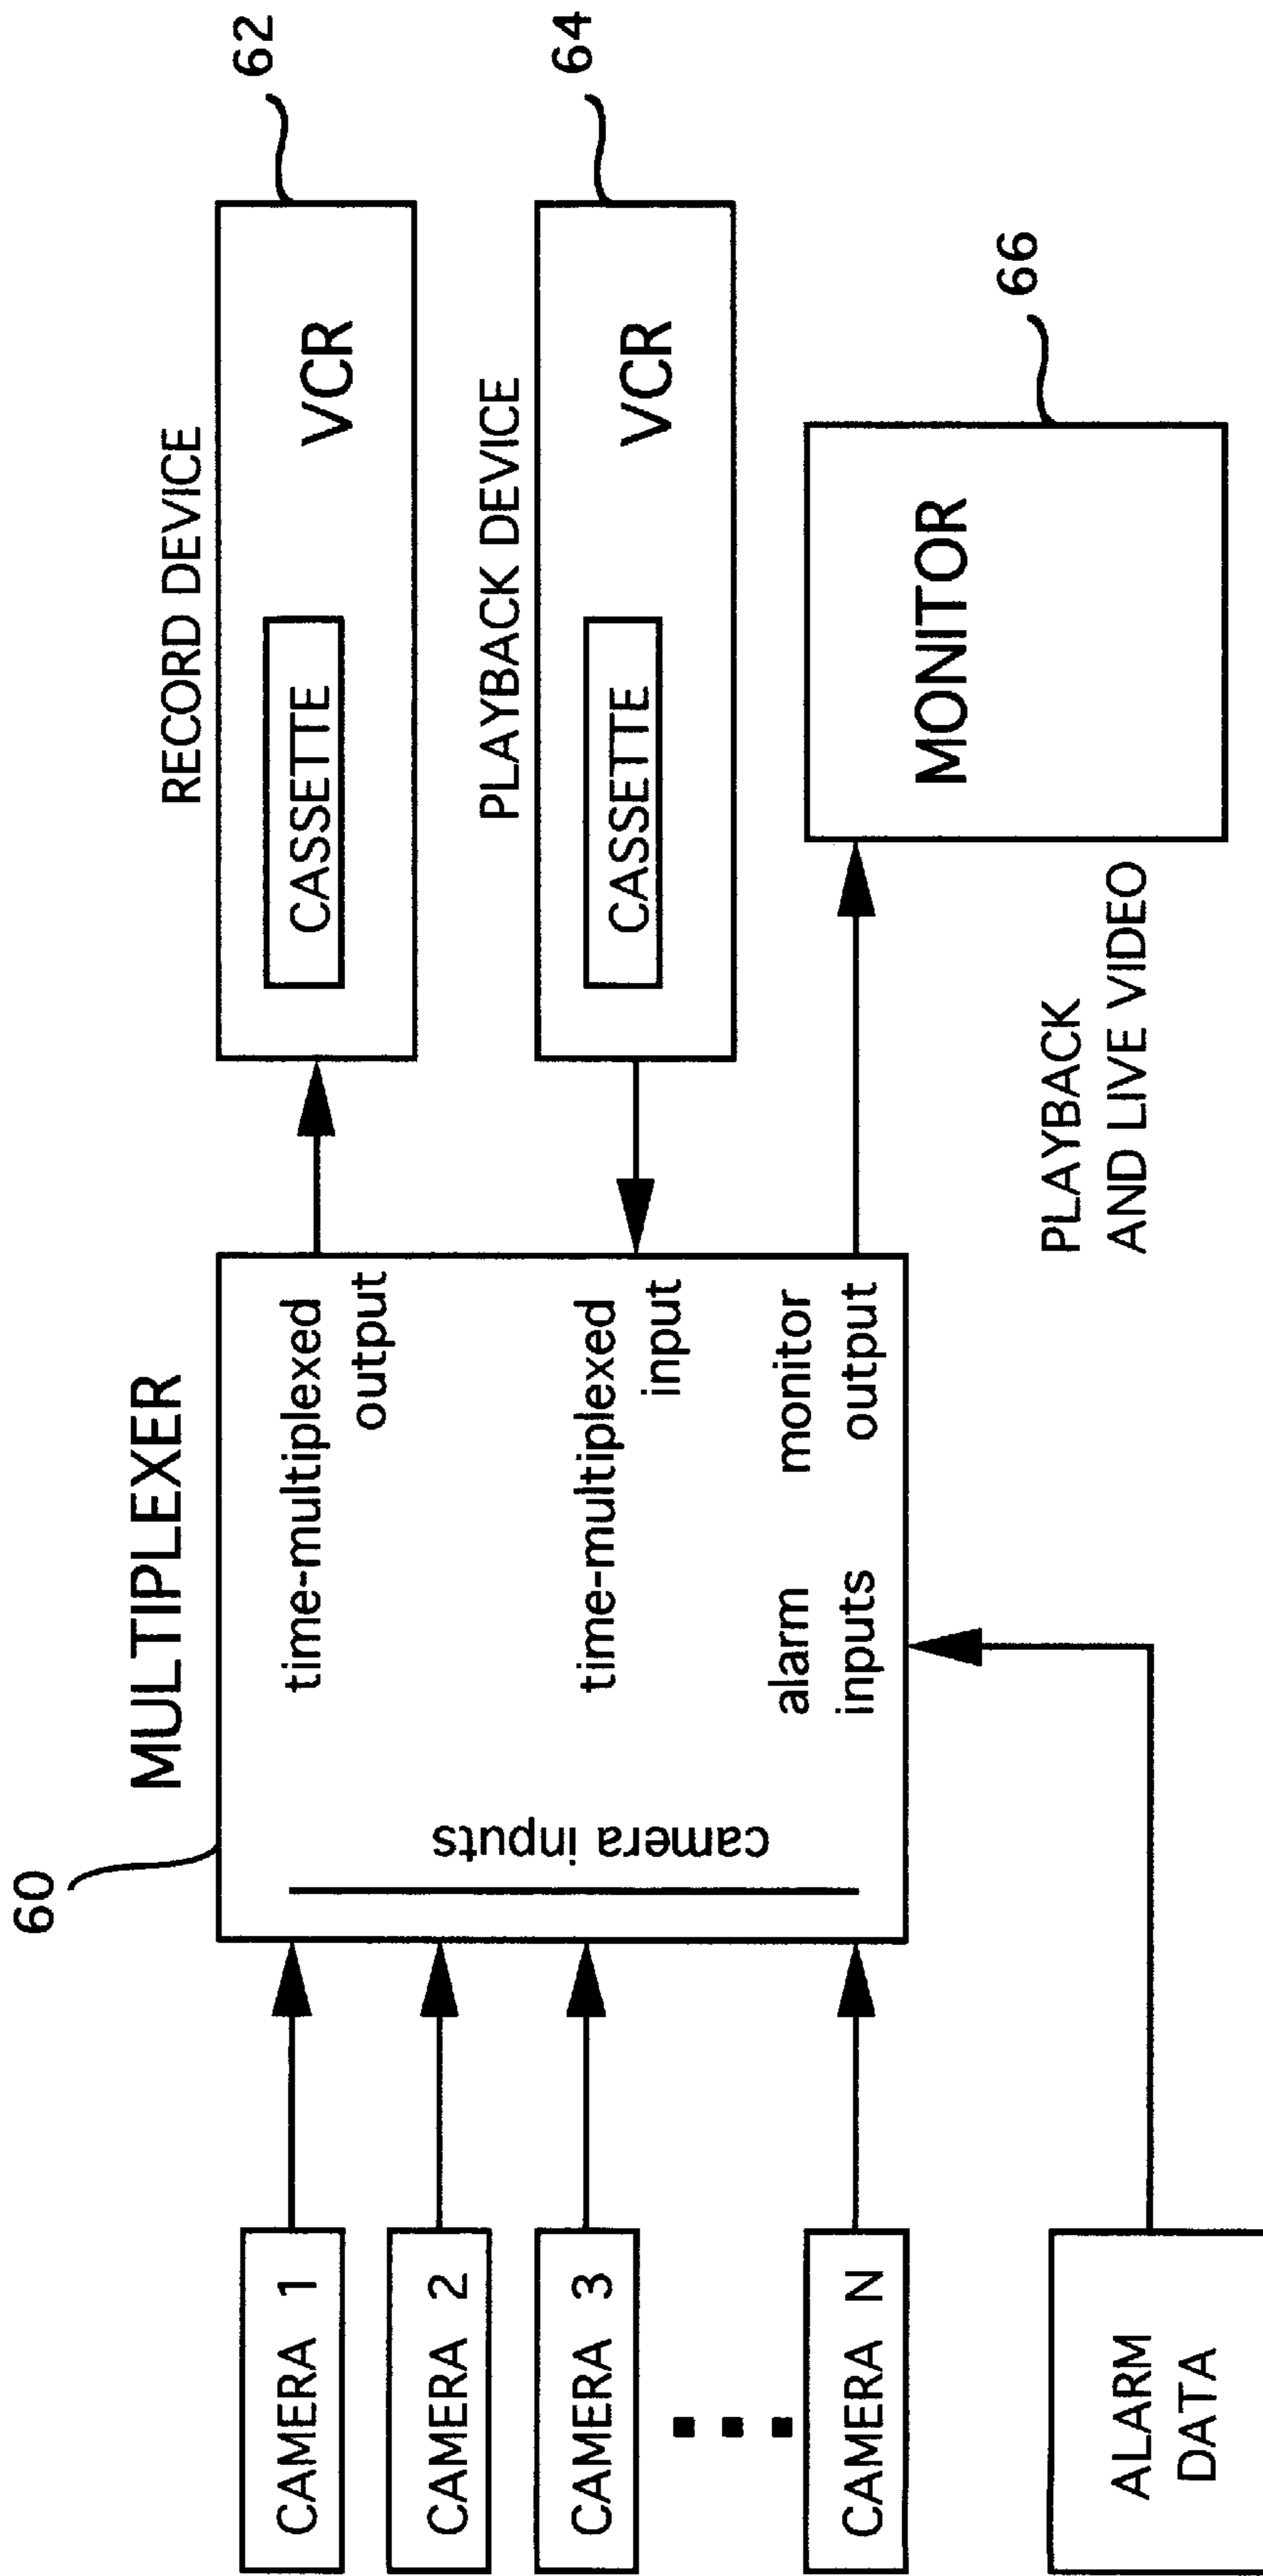 60
MULTIPLEXER
CAMERA 1
CAMERA 2
CAMERA 3
CAMERA N
ALARM
DATA
camera inputs
time-multiplexed
output
time-multiplexed
input
alarm
inputs
monitor
output
RECORD DEVICE
CASSETTE
VCR
62
PLAYBACK DEVICE
CASSETTE
VCR
64
MONITOR
66
PLAYBACK
AND LIVE VIDEO